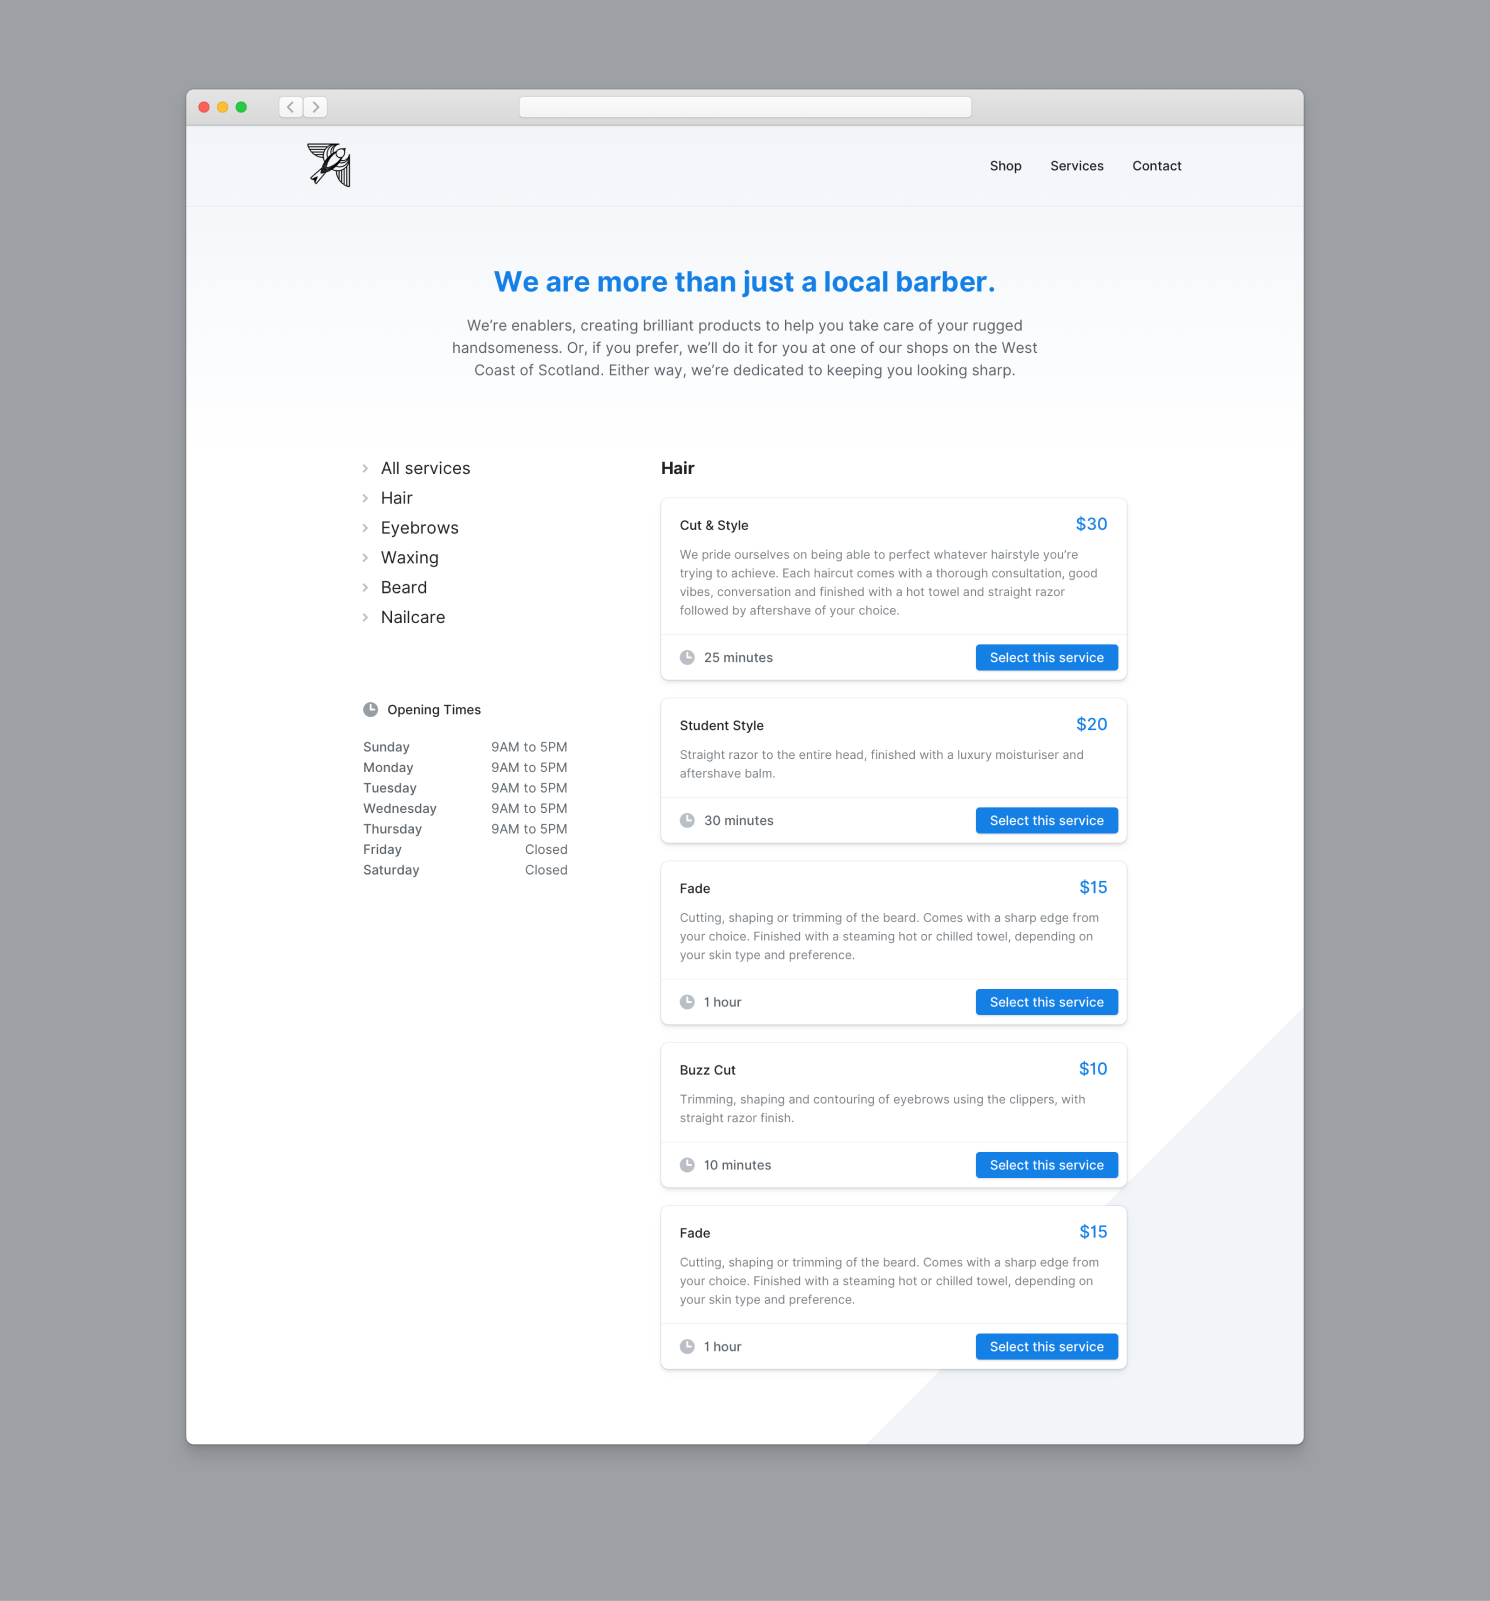 Shop Services Contact
We are more than just a local barber.
We’re enablers, creating brilliant products to help you take care of your rugged
handsomeness. Or, if you prefer, we’ll do it for you at one of our shops on the West
Coast of Scotland. Either way, we’re dedicated to keeping you looking sharp.
All services
Hair
Eyebrows
Waxing
Beard
Nailcare
Opening Times
Sunday 9AM to 5PM
Monday 9AM to 5PM
Tuesday 9AM to 5PM
Wednesday 9AM to 5PM
Thursday 9AM to 5PM
Friday Closed
Saturday Closed
Hair
Cut & Style $30
We pride ourselves on being able to perfect whatever hairstyle you’re
trying to achieve. Each haircut comes with a thorough consultation, good
vibes, conversation and finished with a hot towel and straight razor
followed by aftershave of your choice.
25 minutes Select this service
Student Style $20
Straight razor to the entire head, finished with a luxury moisturiser and
aftershave balm.
30 minutes Select this service
Fade $15
Cutting, shaping or trimming of the beard. Comes with a sharp edge from
your choice. Finished with a steaming hot or chilled towel, depending on
your skin type and preference.
1 hour Select this service
Buzz Cut $10
Trimming, shaping and contouring of eyebrows using the clippers, with
straight razor finish.
10 minutes Select this service
Fade $15
Cutting, shaping or trimming of the beard. Comes with a sharp edge from
your choice. Finished with a steaming hot or chilled towel, depending on
your skin type and preference.
1 hour Select this service